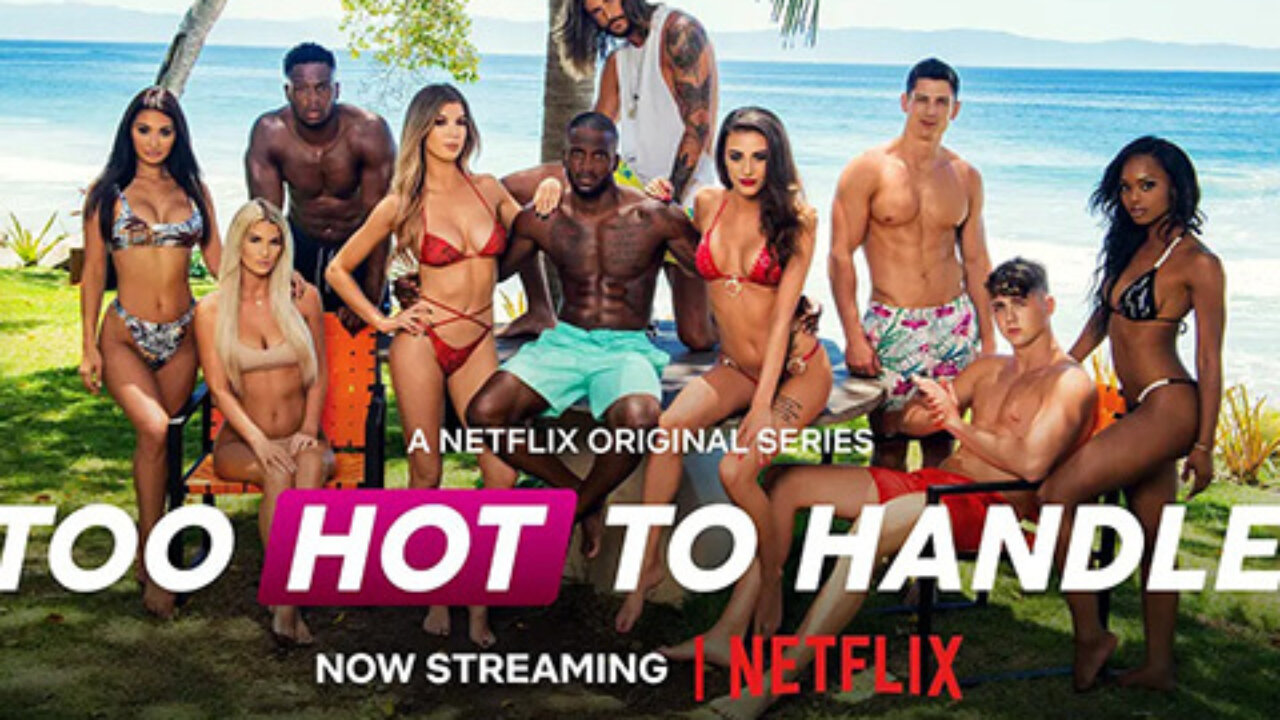 A NETFLIX ORIGINAL SERIES
TOO HOT TO HANDLE
NOW STREAMING | NETFLIX